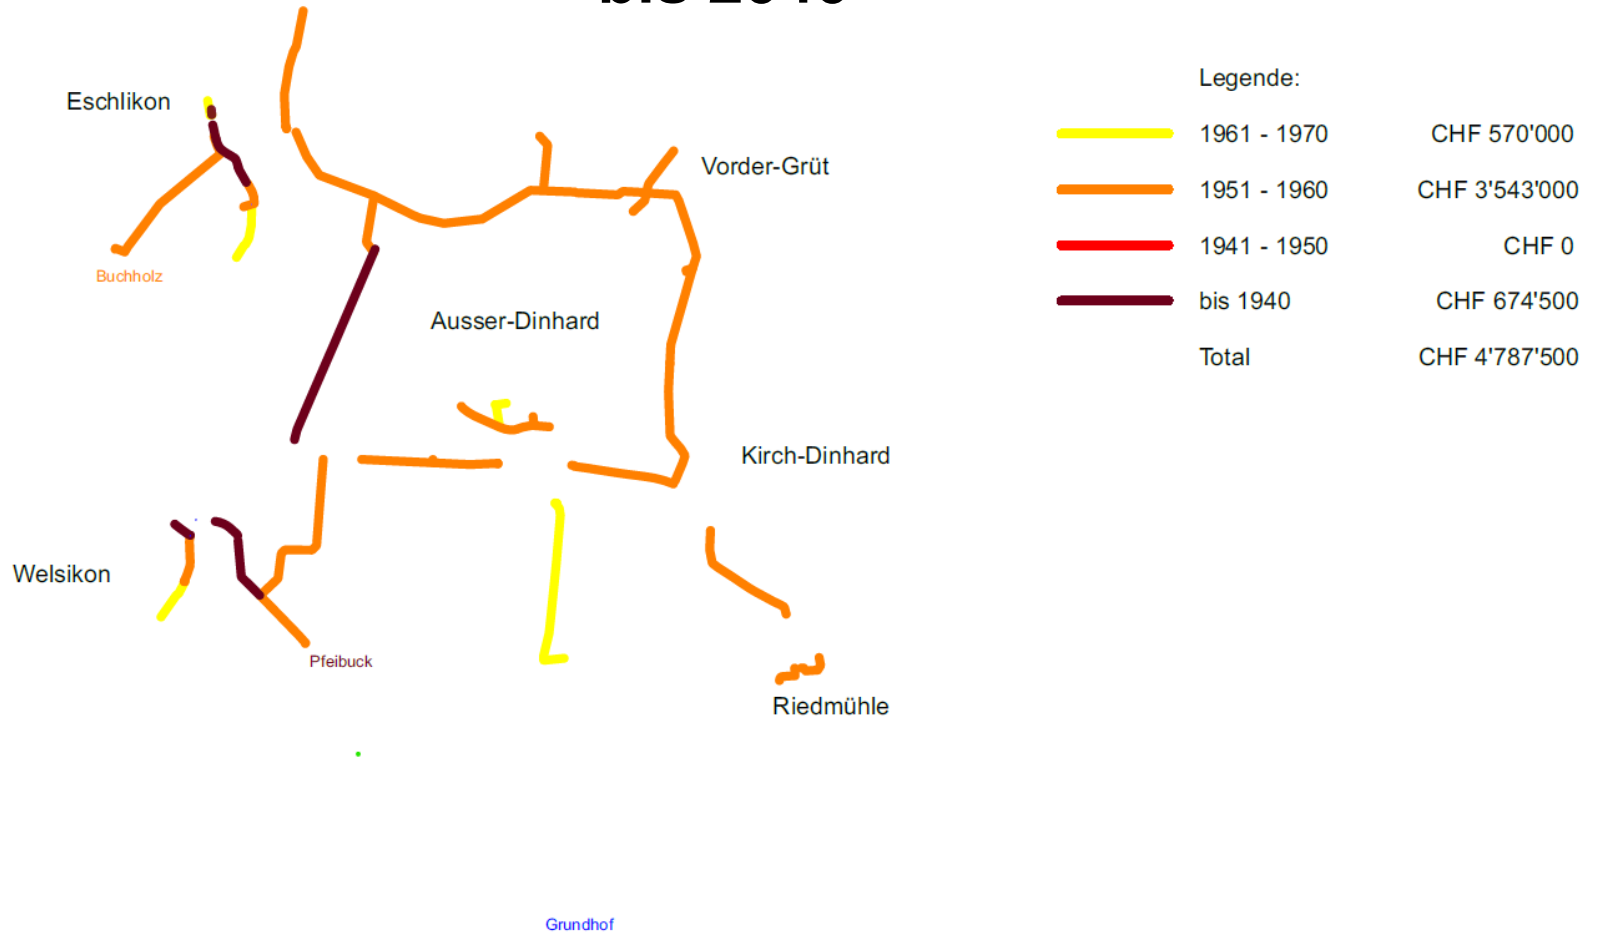 Legende:
Eschlikon
1961 - 1970 CHF 570'000
Vorder-Grüt
1951 - 1960 CHF 3'543'000
1941 - 1950 CHF 0
Buchholz
bis 1940 CHF 674'500
Ausser-Dinhard
Total CHF 4'787'500
Kirch-Dinhard
Welsikon
Pfeibuck
Riedmühle
Grundhof